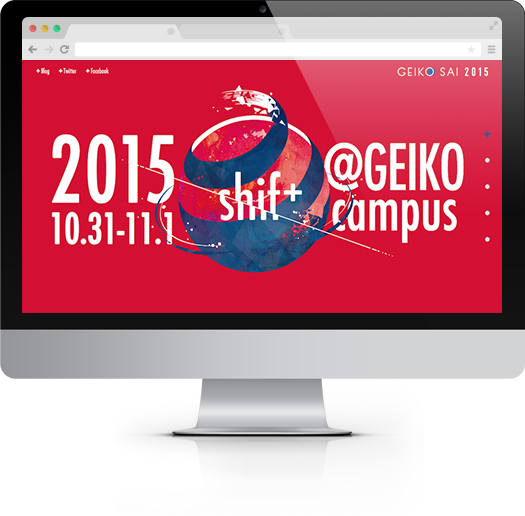 + Blog + Twitter + Facebook
GEIKO SAI 2015
2015
10.31-11.1
shif+
@GEIKO
campus